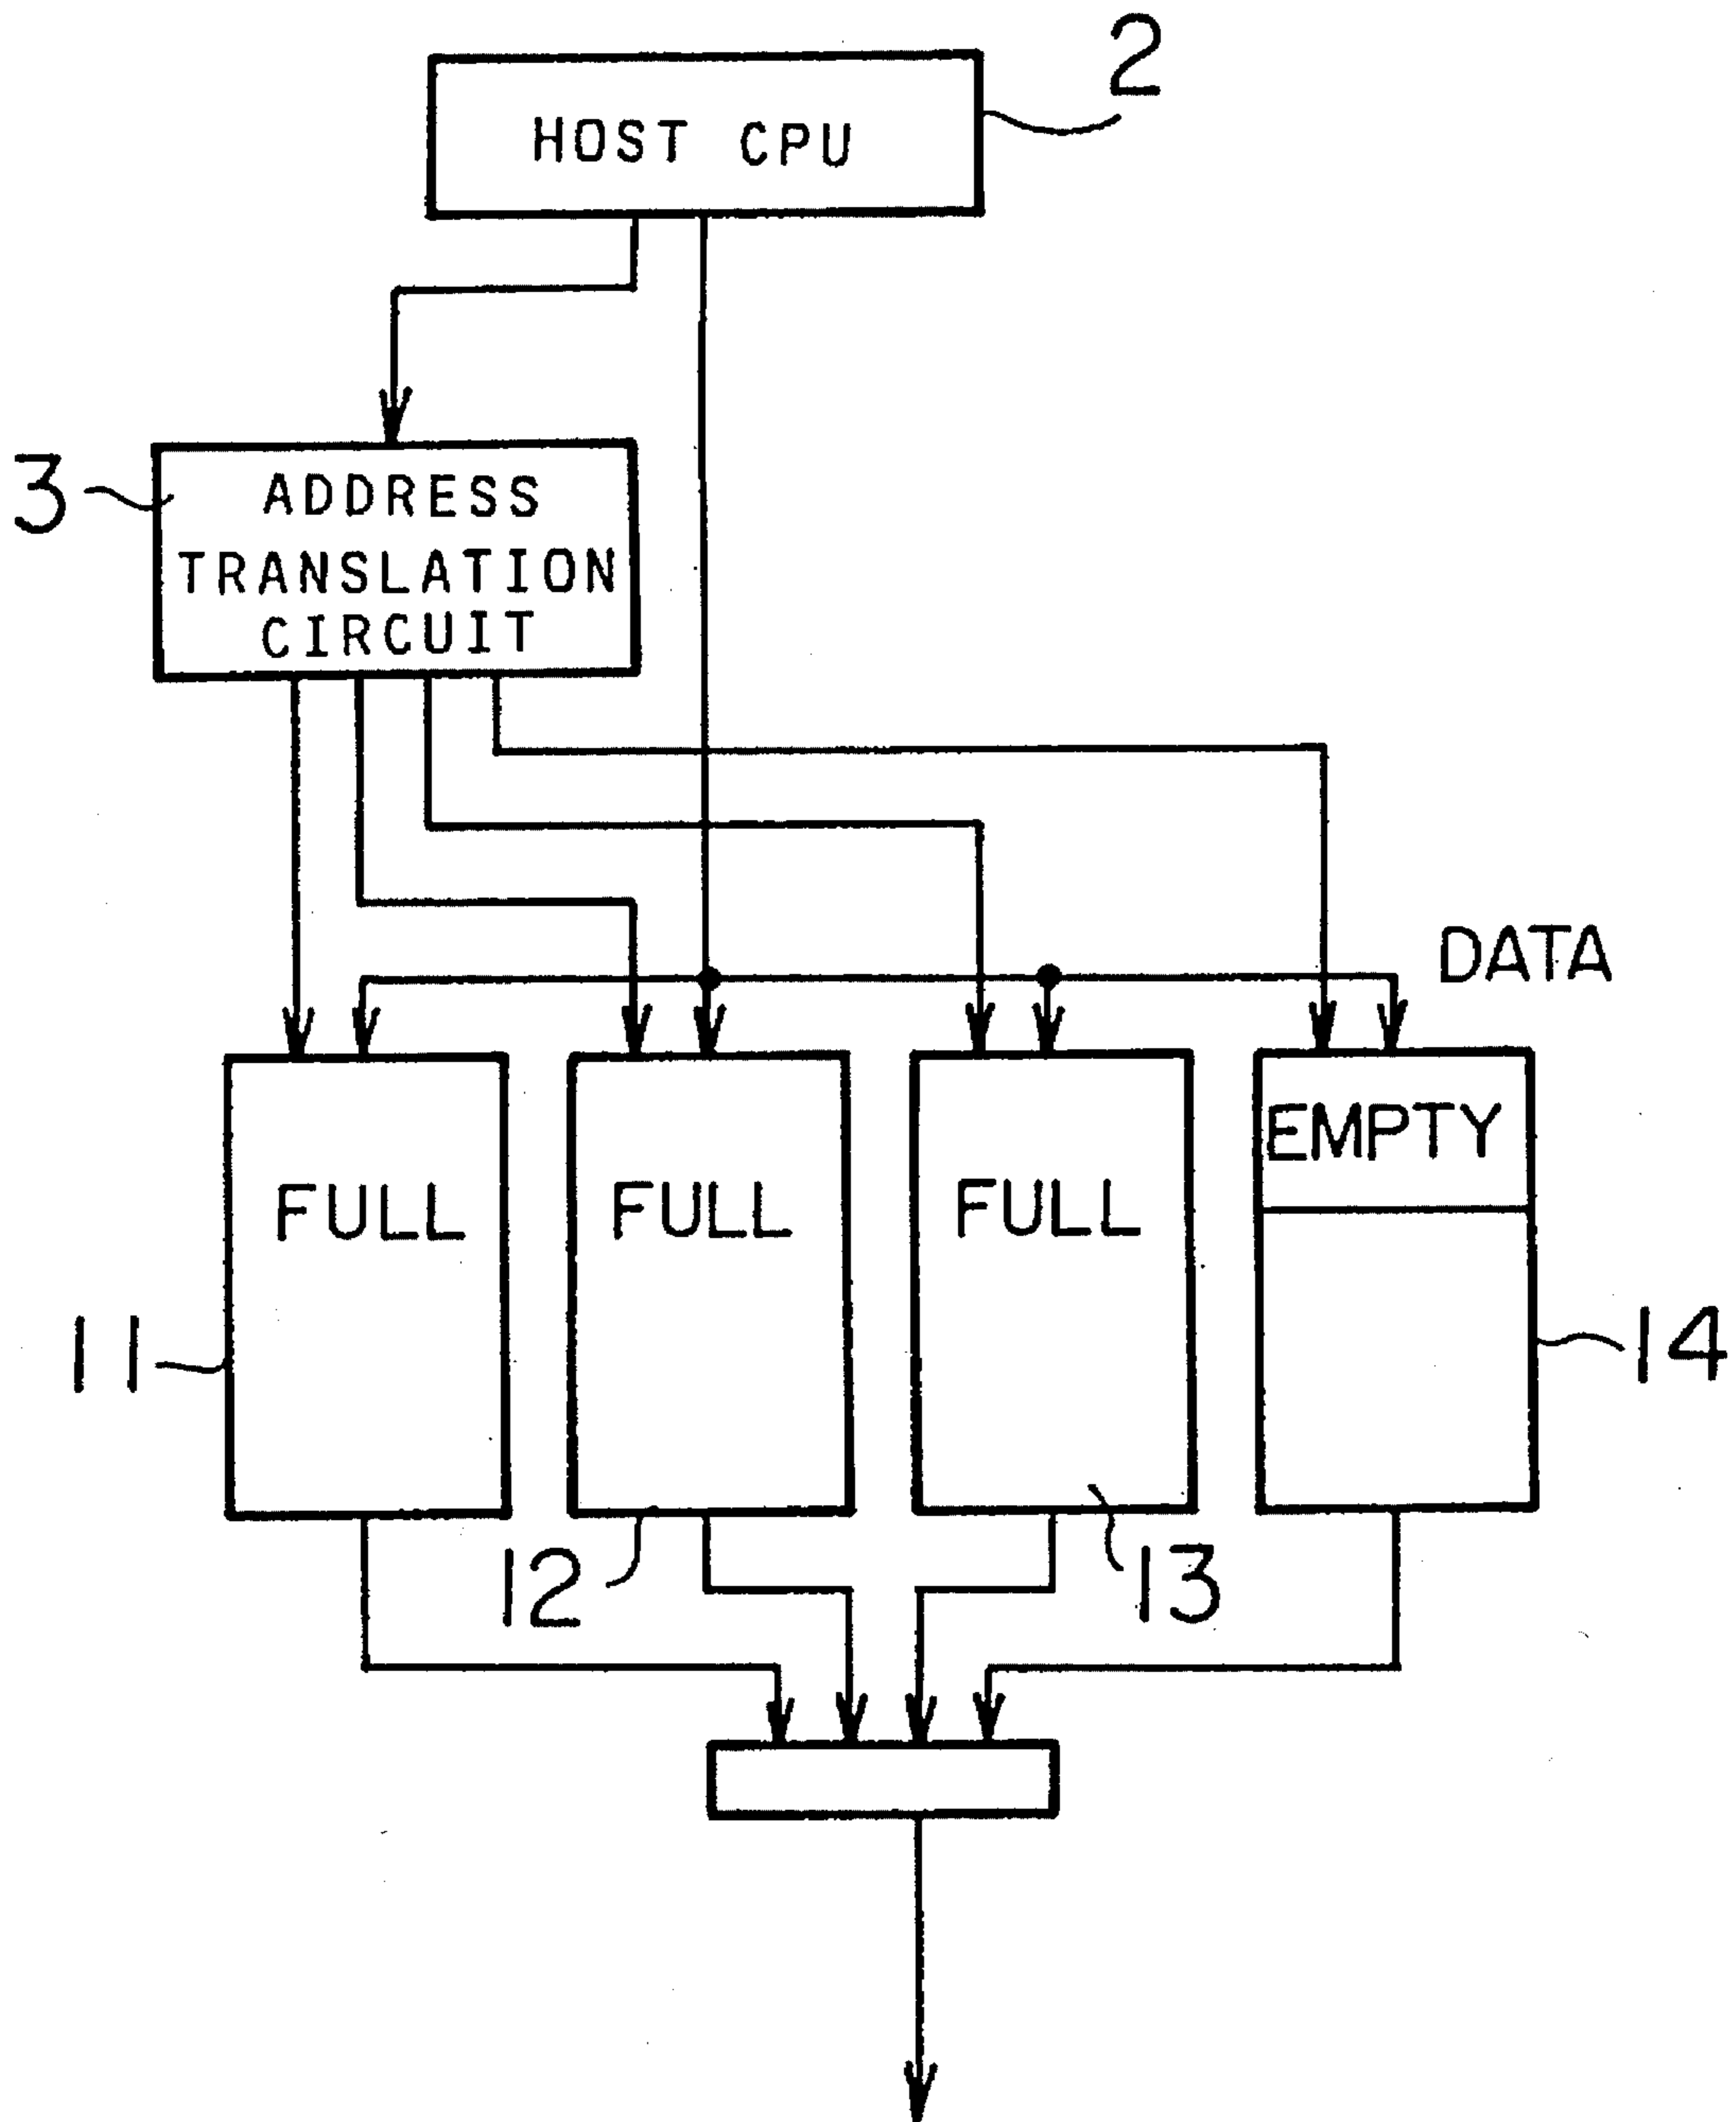 2
HOST CPU
3
ADDRESS
TRANSLATION
CIRCUIT
DATA
EMPTY
FULL
FULL
FULL
11
14
12
13